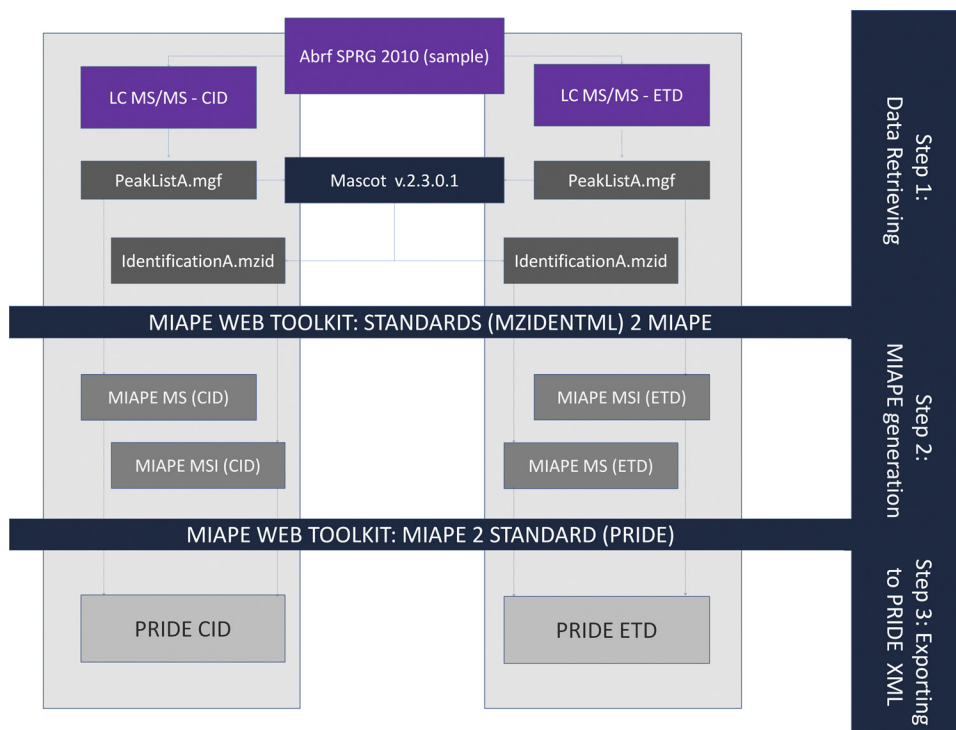 Abrf SPRG 2010 (sample)
LC MS/MS - CID
LC MS/MS - ETD
PeakListA.mgf
Mascot v.2.3.0.1
PeakListA.mgf
IdentificationA.mzid
IdentificationA.mzid
Step 1:
Data Retrieving
MIAPE WEB TOOLKIT: STANDARDS (MZIDENTML) 2 MIAPE
MIAPE MS (CID)
MIAPE MSI (ETD)
MIAPE MSI (CID)
MIAPE MS (ETD)
Step 2:
MIAPE generation
MIAPE WEB TOOLKIT: MIAPE 2 STANDARD (PRIDE)
PRIDE CID
PRIDE ETD
Step 3: Exporting
to PRIDE XML